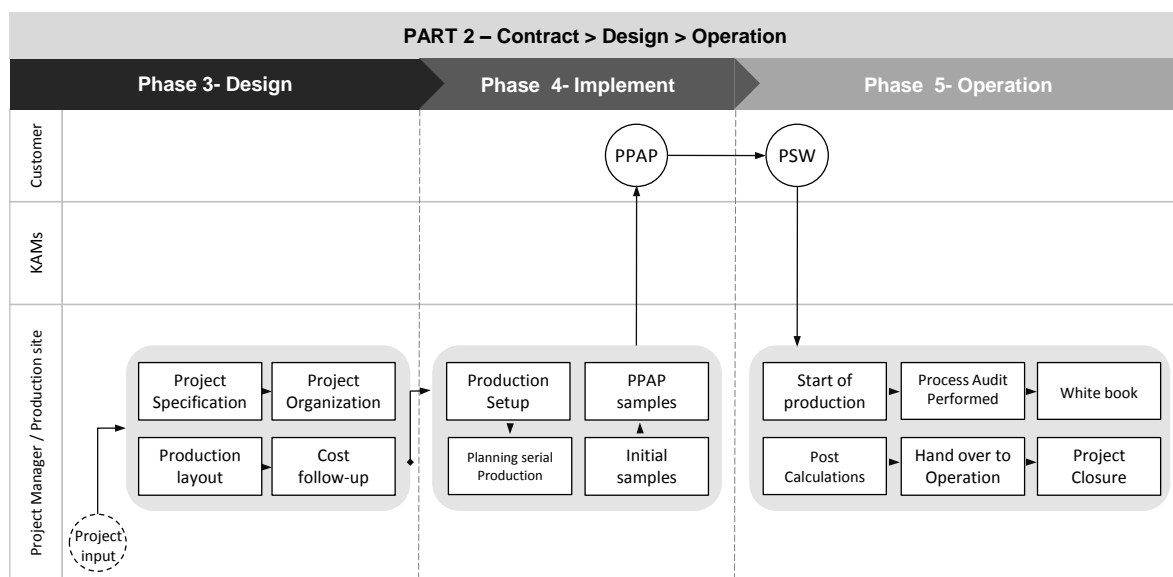 PART 2 – Contract > Design > Operation
Phase 3- Design
Phase 4- Implement
Phase 5- Operation
Customer
PPAP
PSW
KAMs
Project Manager / Production site
Project
Specification
Project
Organization
Production
layout
Cost
follow-up
Project
input
Production
Setup
PPAP
samples
Planning serial
Production
Initial
samples
Start of
production
Process Audit
Performed
White book
Post
Calculations
Hand over to
Operation
Project
Closure